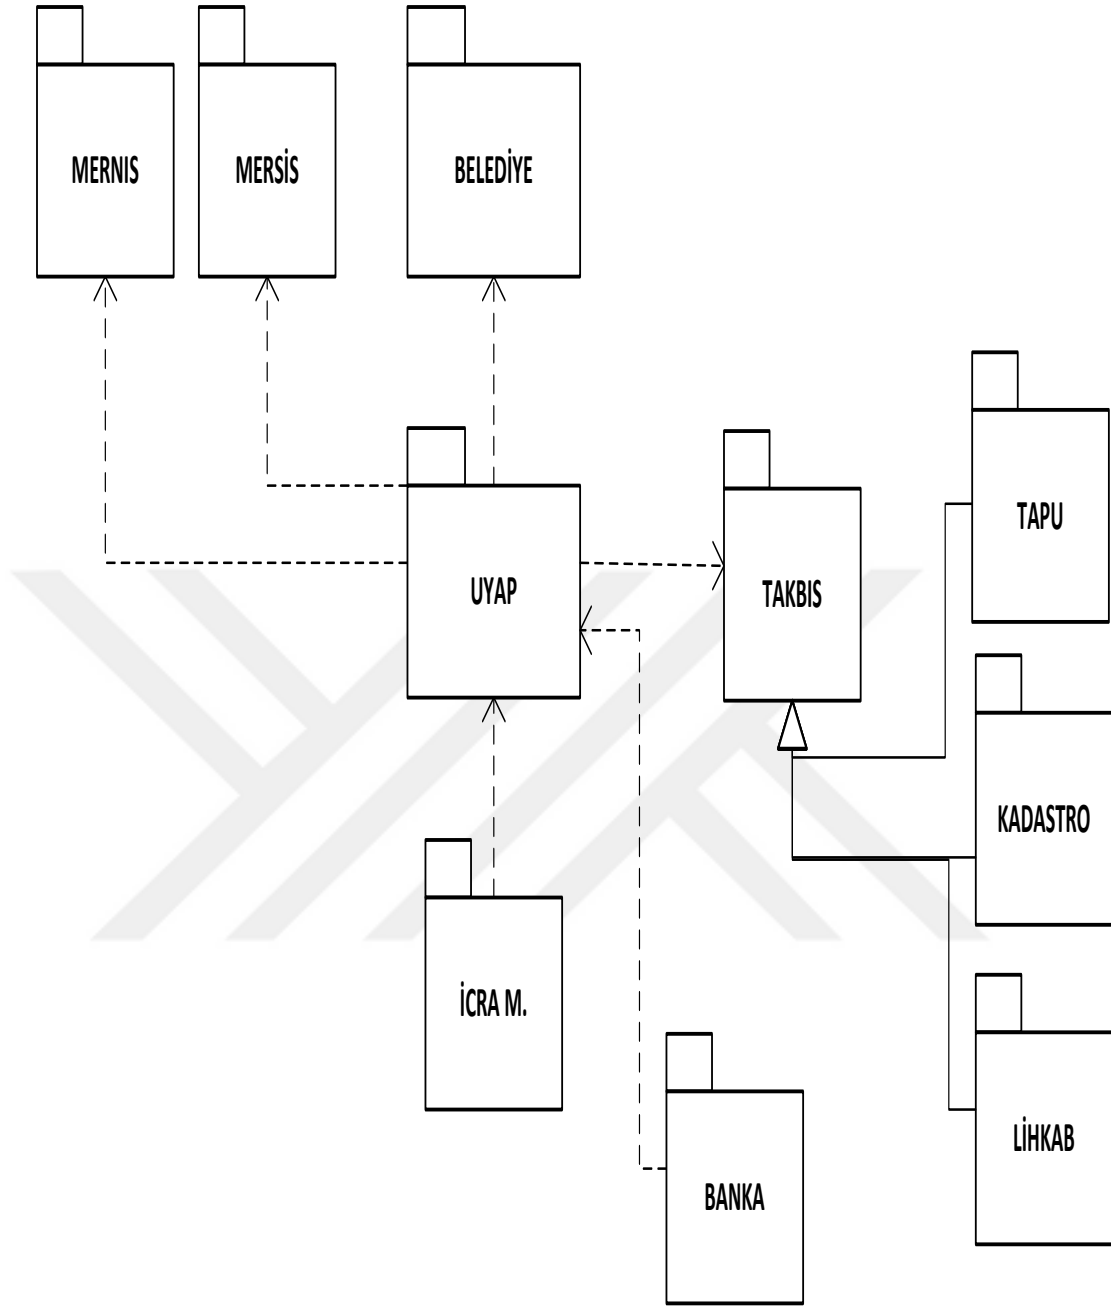 MERNIS
MERSİS
BELEDİYE
UYAP
TAKBIS
TAPU
KADASTRO
İCRA M.
LİHKAB
BANKA